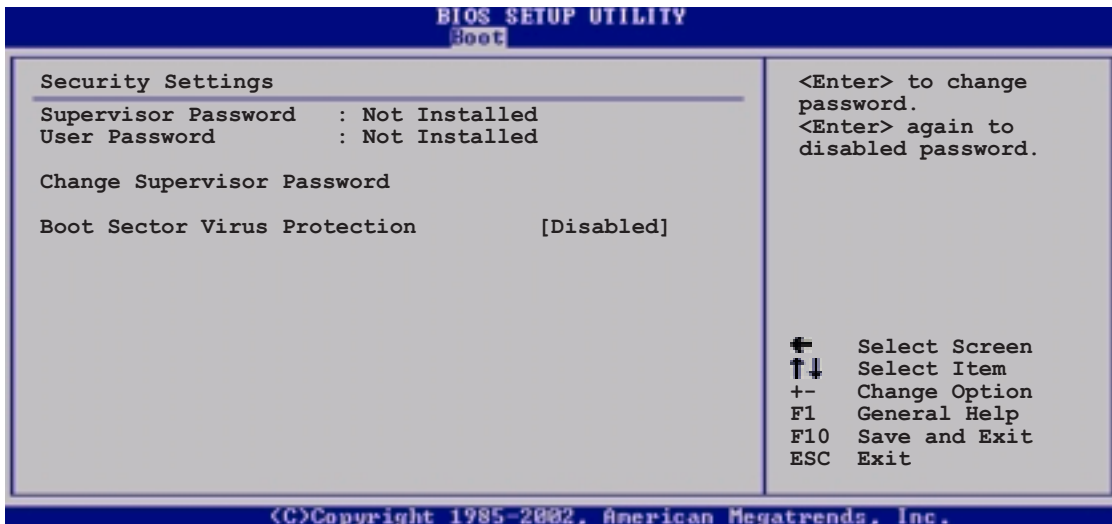 BIOS SETUP UTILITY
Boot
Security Settings
Supervisor Password : Not Installed
User Password : Not Installed
Change Supervisor Password
Boot Sector Virus Protection [Disabled]
<Enter> to change
password.
<Enter> again to
disabled password.
← Select Screen
↑↓ Select Item
+- Change Option
F1 General Help
F10 Save and Exit
ESC Exit
(C)Copyright 1985-2002, American Megatrends, Inc.